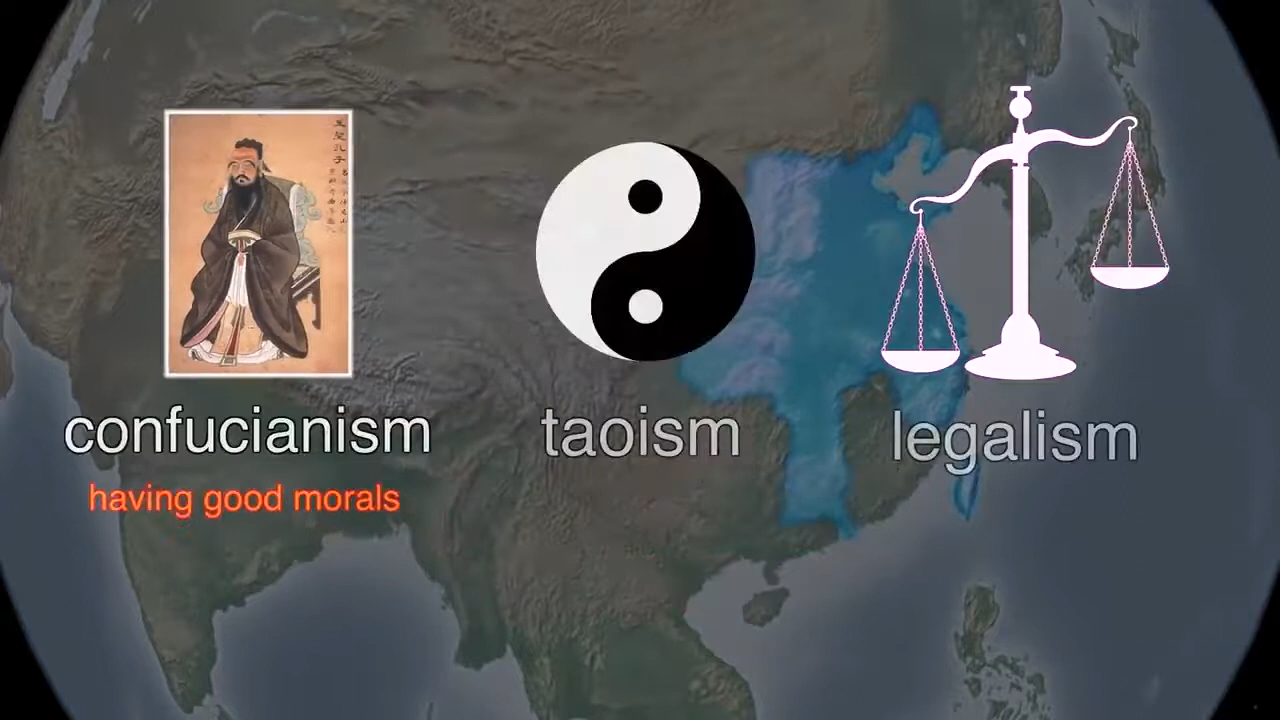 confucianism
taoism
legalism
having good morals